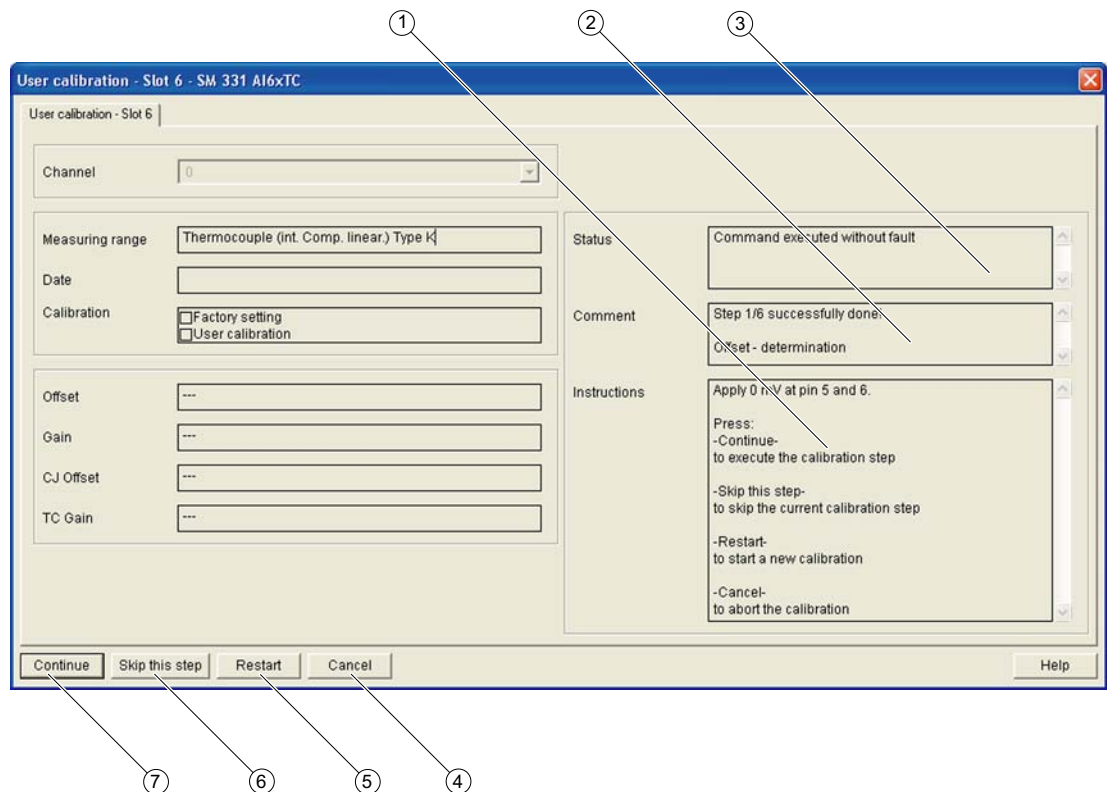 ① ② ③
User calibration - Slot 6 - SM 331 AI6xTC
User calibration - Slot 6
Channel
0
Measuring range
Thermocouple (int. Comp. linear.) Type K
Date
Calibration
Factory setting
User calibration
Offset
---
Gain
---
CJ Offset
---
TC Gain
---
Status
Command executed without fault
Comment
Step 1/6 successfully done.
Offset - determination
Instructions
Apply 0 mV at pin 5 and 6.
Press:
-Continue-
to execute the calibration step
-Skip this step-
to skip the current calibration step
-Restart-
to start a new calibration
-Cancel-
to abort the calibration
Continue
Skip this step
Restart
Cancel
Help
⑦ ⑥ ⑤ ④